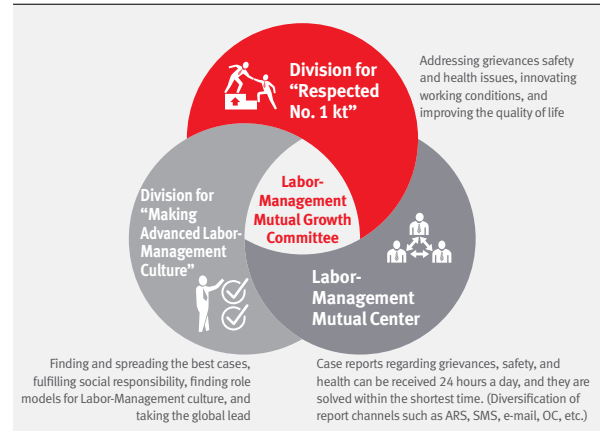 Division for
“Respected
No. 1 kt”
Addressing grievances safety
and health issues, innovating
working conditions, and
improving the quality of life
Division for
“Making
Advanced Labor-
Management
Culture”
Labor-
Management
Mutual Growth
Committee
Labor-
Management
Mutual Center
Finding and spreading the best cases,
fulfilling social responsibility, finding role
models for Labor-Management culture, and
taking the global lead
Case reports regarding grievances, safety, and
health can be received 24 hours a day, and they are
solved within the shortest time. (Diversification of
report channels such as ARS, SMS, e-mail, OC, etc.)